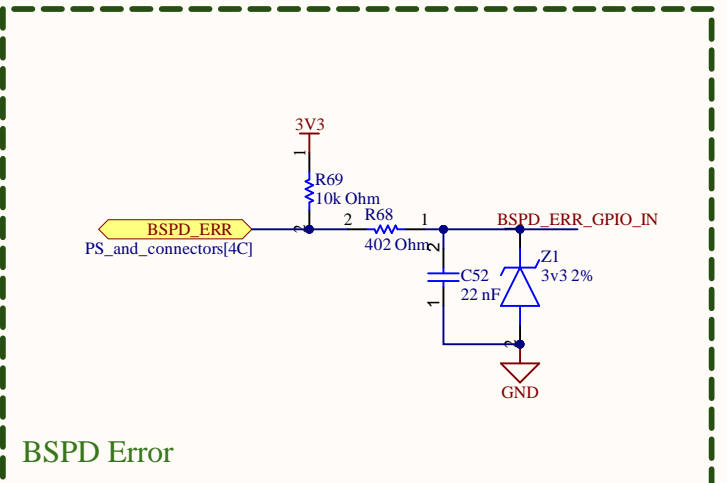 3V3
1
R69
10k Ohm
2
BSPD_ERR
PS_and_connectors[4C]
2
R68
1
402 Ohm
BSPD_ERR_GPIO_IN
2
C52
22 nF
1
Z1
3v3 2%
2
GND
BSPD Error